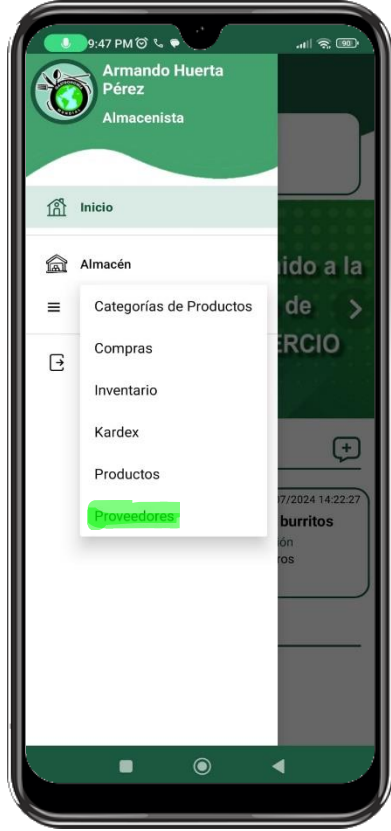 9:47 PM
90
Armando Huerta
Pérez
Almacenista
Inicio
Almacén
Categorías de Productos
Compras
Inventario
Kardex
Productos
Proveedores
ido a la
de
ERCIO
7/2024 14:22:27
burritos
ón
ros